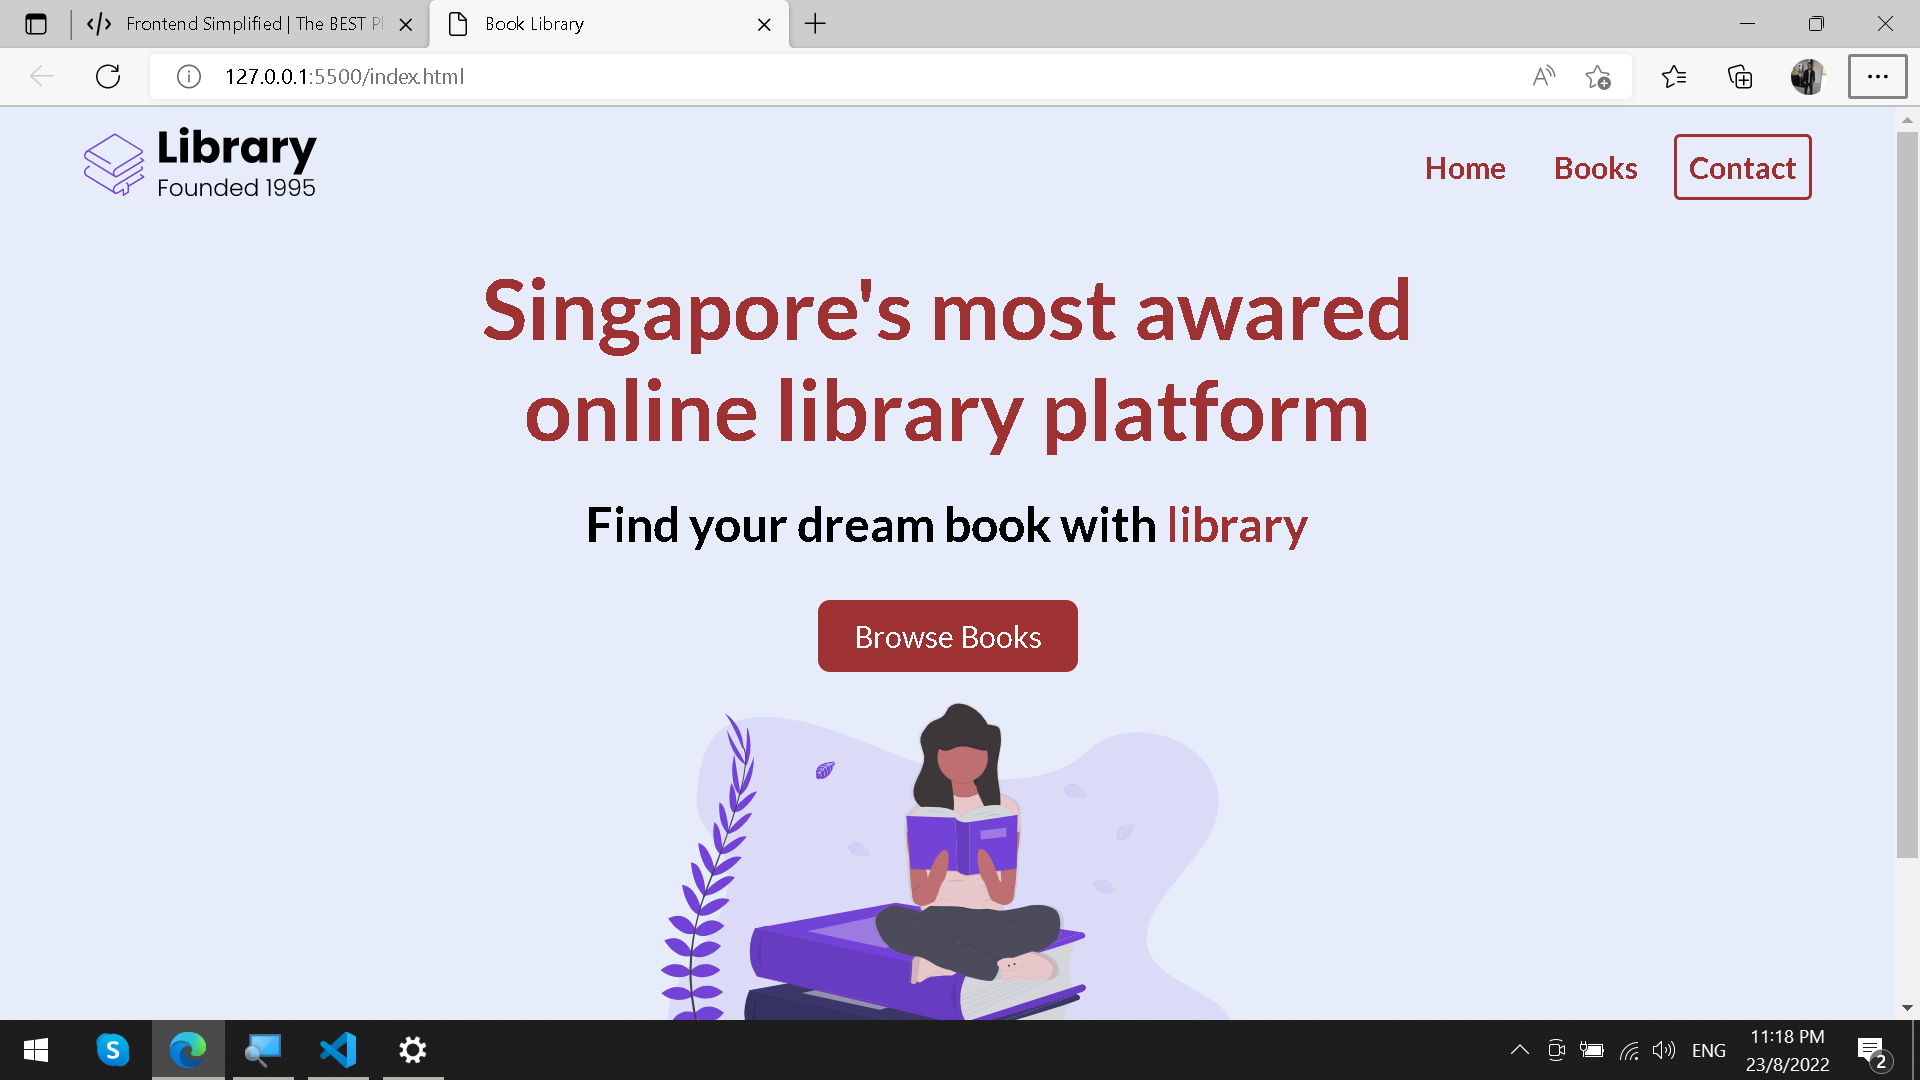 Frontend Simplified | The BEST Pl
Book Library
127.0.0.1:5500/index.html
Library
Founded 1995
Home
Books
Contact
Singapore's most awared
online library platform
Find your dream book with library
Browse Books
ENG
11:18 PM
23/8/2022
2